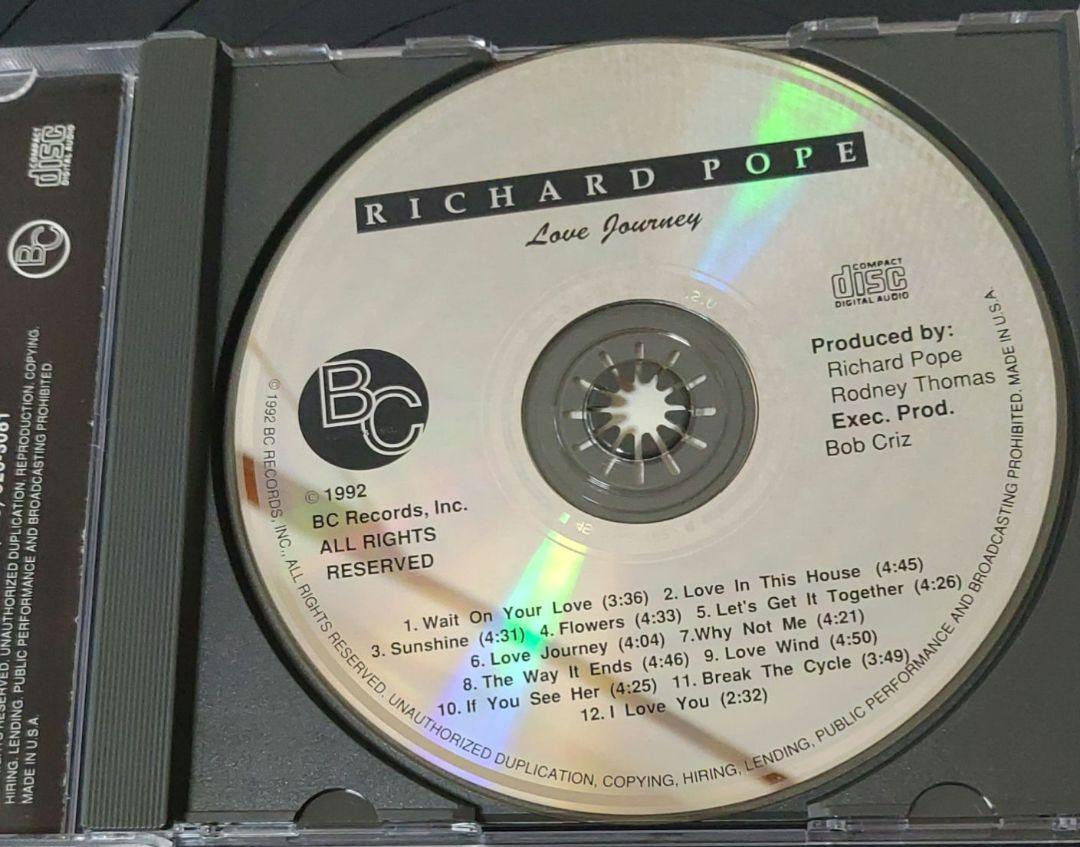 RICHARD POPE
Love Journey
COMPACT
disc
DIGITAL AUDIO
BC
© 1992
BC Records, Inc.
ALL RIGHTS
RESERVED
Produced by:
Richard Pope
Rodney Thomas
Exec. Prod.
Bob Criz
1. Wait On Your Love (3:36) 2. Love In This House (4:45)
3. Sunshine (4:31) 4. Flowers (4:33) 5. Let's Get It Together (4:26)
6. Love Journey (4:04) 7.Why Not Me (4:21)
8. The Way It Ends (4:46) 9. Love Wind (4:50)
10. If You See Her (4:25) 11. Break The Cycle (3:49)
12. I Love You (2:32)
© 1992 BC RECORDS, INC., ALL RIGHTS RESERVED. UNAUTHORIZED DUPLICATION, COPYING, HIRING, LENDING, PUBLIC PERFORMANCE AND BROADCASTING PROHIBITED. MADE IN U.S.A.
COMPACT
disc
DIGITAL AUDIO
BC
RESERVED. UNAUTHORIZED DUPLICATION, REPRODUCTION, COPYING,
HIRING, LENDING, PUBLIC PERFORMANCE AND BROADCASTING PROHIBITED
MADE IN U.S.A.